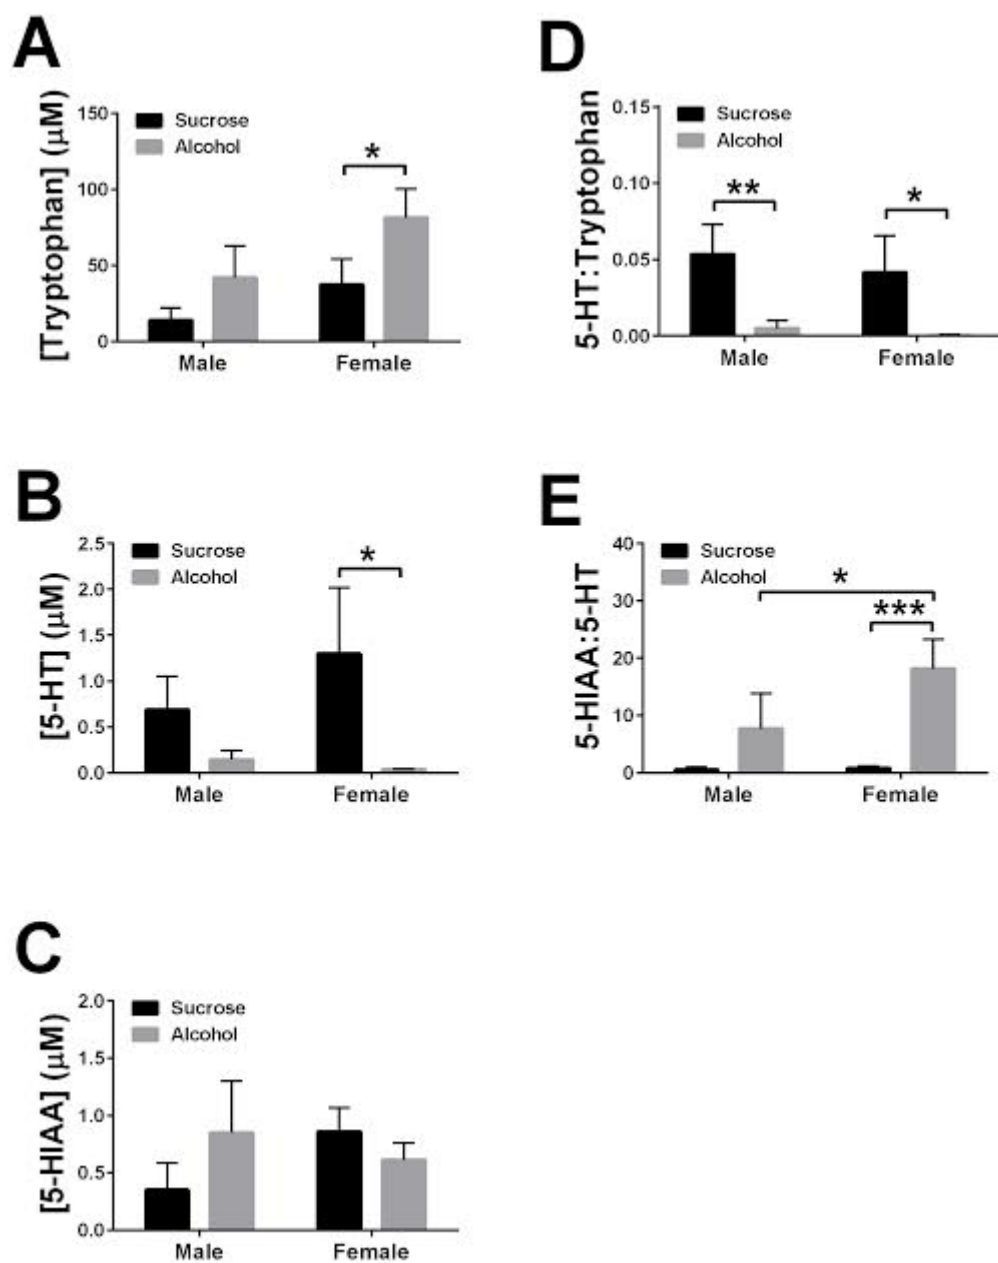 A
[Tryptophan] (μM)
150
100
50
0
Sucrose
Alcohol
*
Male
Female
D
5-HT:Tryptophan
0.15
0.10
0.05
0.00
Sucrose
Alcohol
**
*
Male
Female
B
[5-HT] (μM)
2.5
2.0
1.5
1.0
0.5
0.0
Sucrose
Alcohol
*
Male
Female
E
5-HIAA:5-HT
40
30
20
10
0
Sucrose
Alcohol
*
***
Male
Female
C
[5-HIAA] (μM)
2.0
1.5
1.0
0.5
0.0
Sucrose
Alcohol
Male
Female